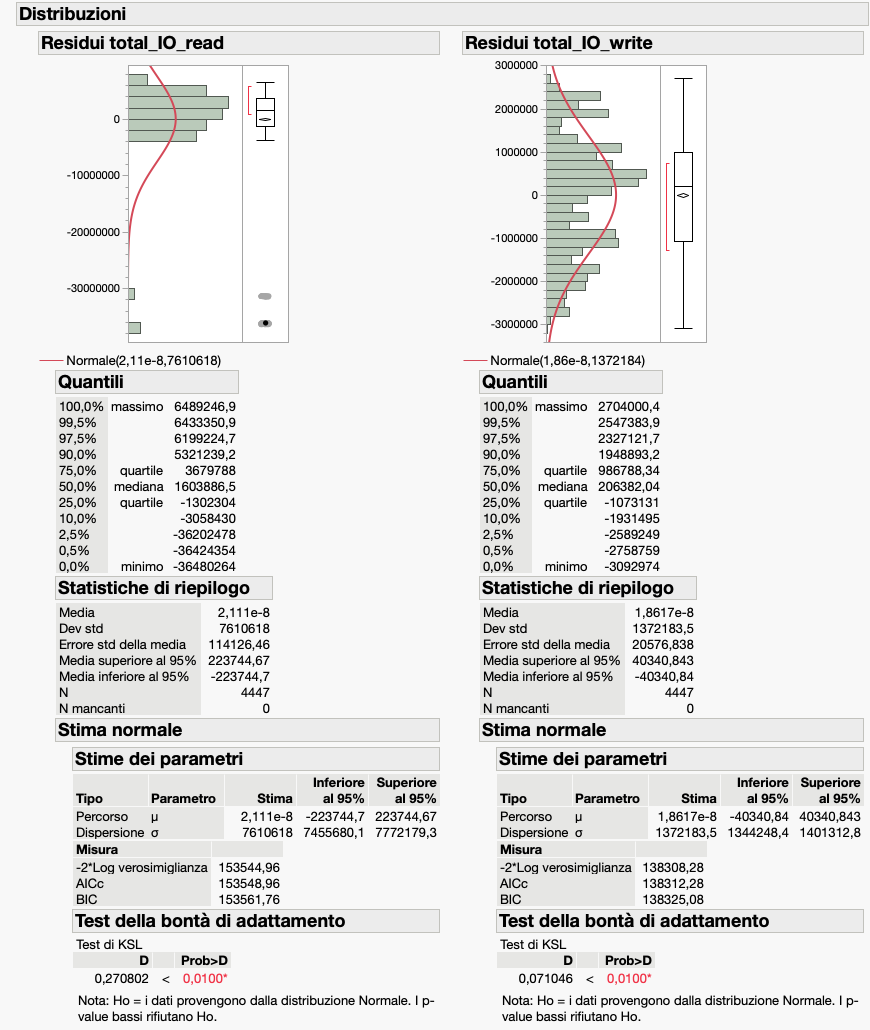 Distribuzioni
Residui total_IO_read
0
-10000000
-20000000
-30000000
Normale(2,11e-8,7610618)
Quantili
100,0% massimo 6489246,9
99,5% 6433350,9
97,5% 6199224,7
90,0% 5321239,2
75,0% quartile 3679788
50,0% mediana 1603886,5
25,0% quartile -1302304
10,0% -3058430
2,5% -36202478
0,5% -36424354
0,0% minimo -36480264
Statistiche di riepilogo
Media 2,111e-8
Dev std 7610618
Errore std della media 114126,46
Media superiore al 95% 223744,67
Media inferiore al 95% -223744,7
N 4447
N mancanti 0
Stima normale
Stime dei parametri
Tipo Parametro Stima Inferiore al 95% Superiore al 95%
Percorso μ 2,111e-8 -223744,7 223744,67
Dispersione σ 7610618 7455680,1 7772179,3
Misura
-2*Log verosimiglianza 153544,96
AICc 153548,96
BIC 153561,76
Test della bontà di adattamento
Test di KSL
D Prob>D
0,270802 < 0,0100*
Nota: Ho = i dati provengono dalla distribuzione Normale. I p-
value bassi rifiutano Ho.
Residui total_IO_write
3000000
2000000
1000000
0
-1000000
-2000000
-3000000
Normale(1,86e-8,1372184)
Quantili
100,0% massimo 2704000,4
99,5% 2547383,9
97,5% 2327121,7
90,0% 1948893,2
75,0% quartile 986788,34
50,0% mediana 206382,04
25,0% quartile -1073131
10,0% -1931495
2,5% -2589249
0,5% -2758759
0,0% minimo -3092974
Statistiche di riepilogo
Media 1,8617e-8
Dev std 1372183,5
Errore std della media 20576,838
Media superiore al 95% 40340,843
Media inferiore al 95% -40340,84
N 4447
N mancanti 0
Stima normale
Stime dei parametri
Tipo Parametro Stima Inferiore al 95% Superiore al 95%
Percorso μ 1,8617e-8 -40340,84 40340,843
Dispersione σ 1372183,5 1344248,4 1401312,8
Misura
-2*Log verosimiglianza 138308,28
AICc 138312,28
BIC 138325,08
Test della bontà di adattamento
Test di KSL
D Prob>D
0,071046 < 0,0100*
Nota: Ho = i dati provengono dalla distribuzione Normale. I p-
value bassi rifiutano Ho.